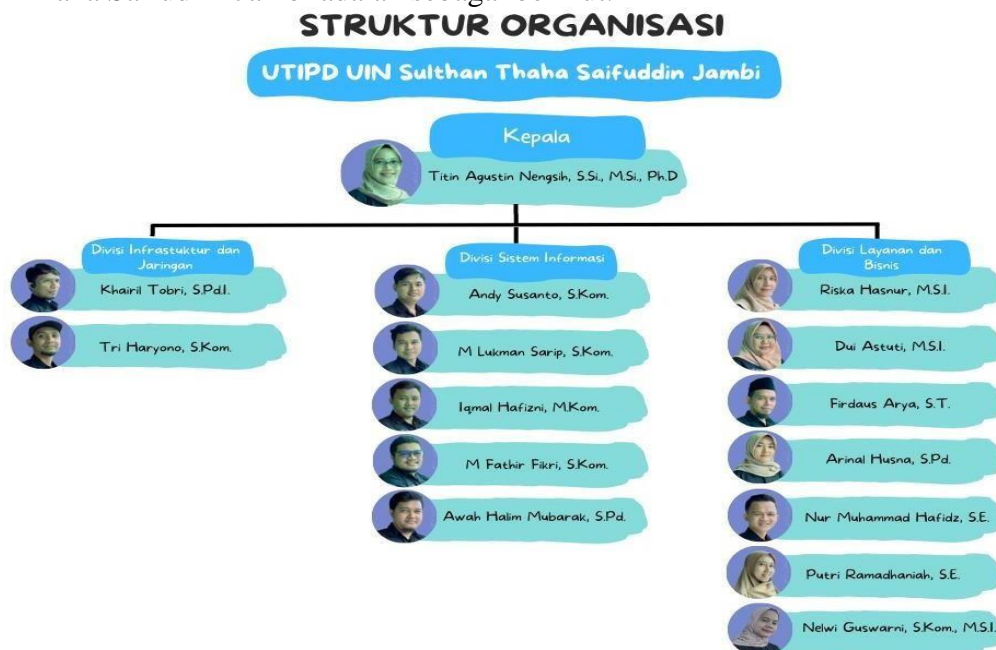 STRUKTUR ORGANISASI
UTIPD UIN Sulthan Thaha Saifuddin Jambi
Kepala
Titin Agustin Nengsih, S.Si., M.Si., Ph.D
Divisi Infrastuktur dan
Jaringan
Khairil Tobri, S.Pd.I.
Tri Haryono, S.Kom.
Divisi Sistem Informasi
Andy Susanto, S.Kom.
M Lukman Sarip, S.Kom.
Iqmal Hafizni, M.Kom.
M Fathir Fikri, S.Kom.
Awah Halim Mubarak, S.Pd.
Divisi Layanan dan
Bisnis
Riska Hasnur, M.S.I.
Dui Astuti, M.S.I.
Firdaus Arya, S.T.
Arinal Husna, S.Pd.
Nur Muhammad Hafidz, S.E.
Putri Ramadhaniah, S.E.
Nelwi Guswarni, S.Kom., M.S.I.